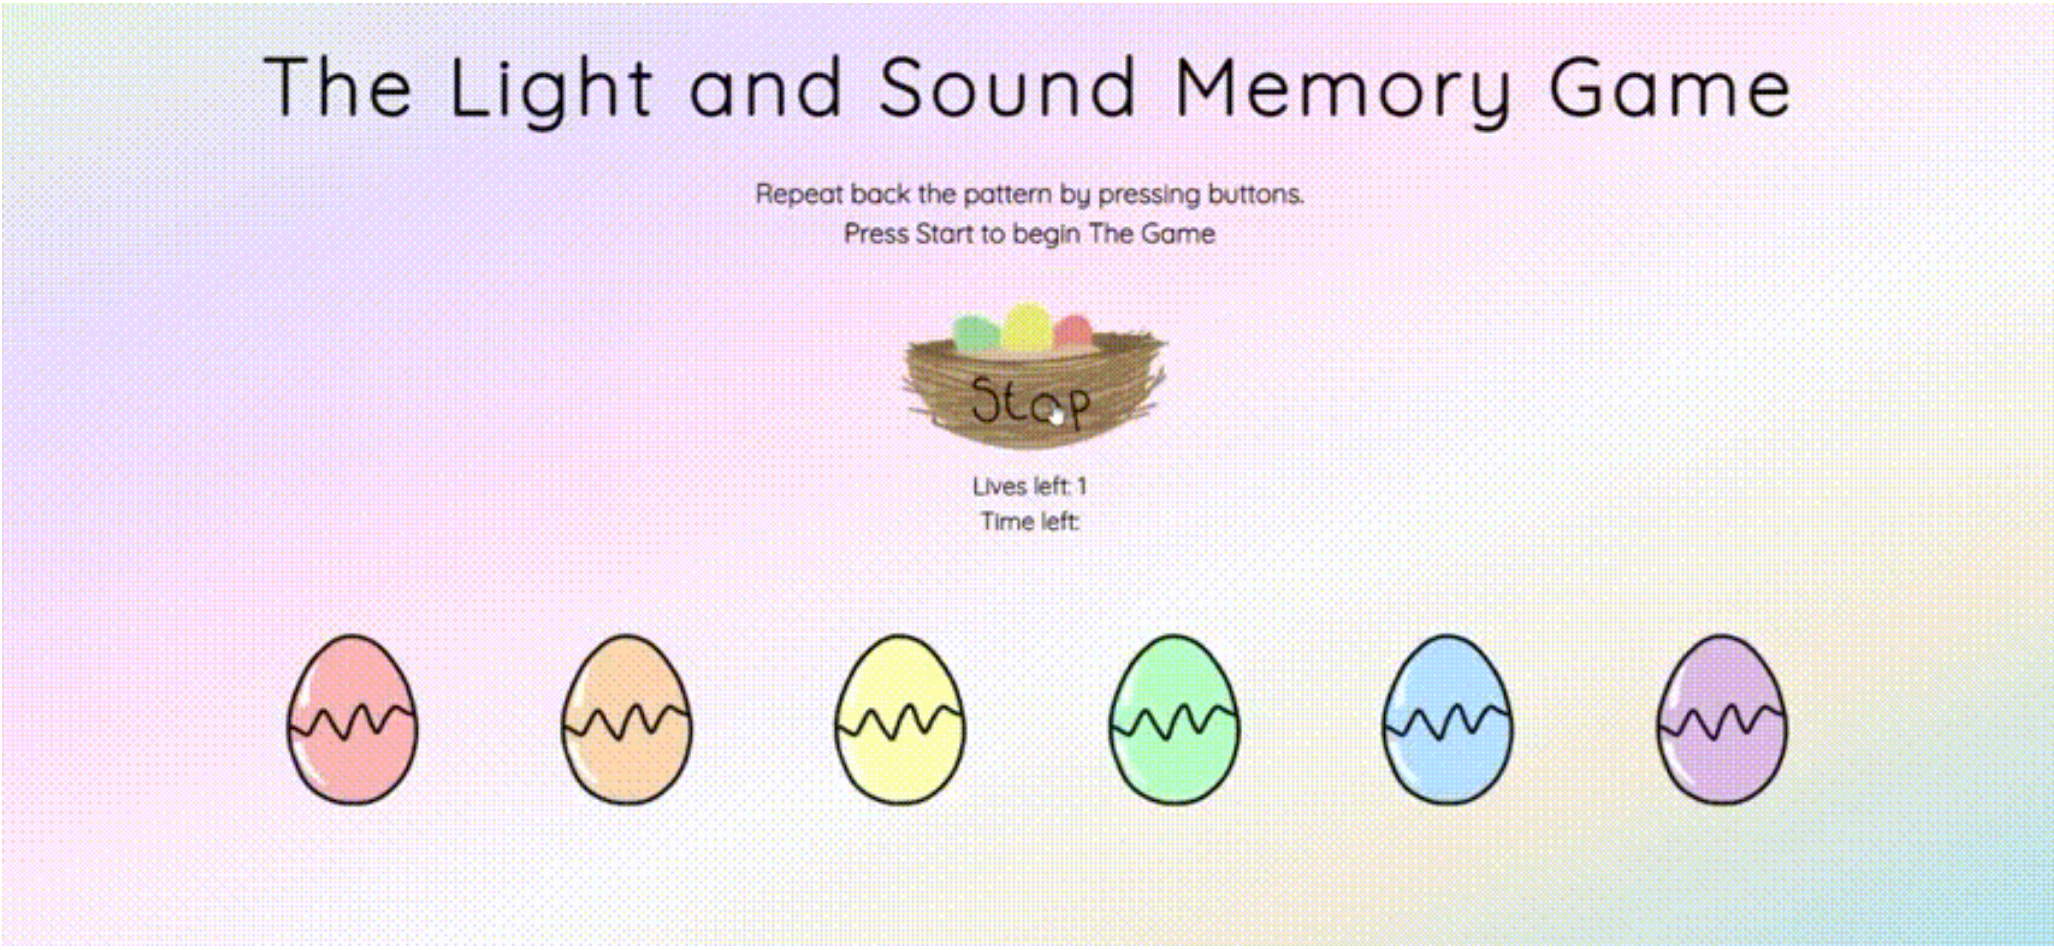 The Light and Sound Memory Game
Repeat back the pattern by pressing buttons.
Press Start to begin The Game
Stop
Lives left: 1
Time left: